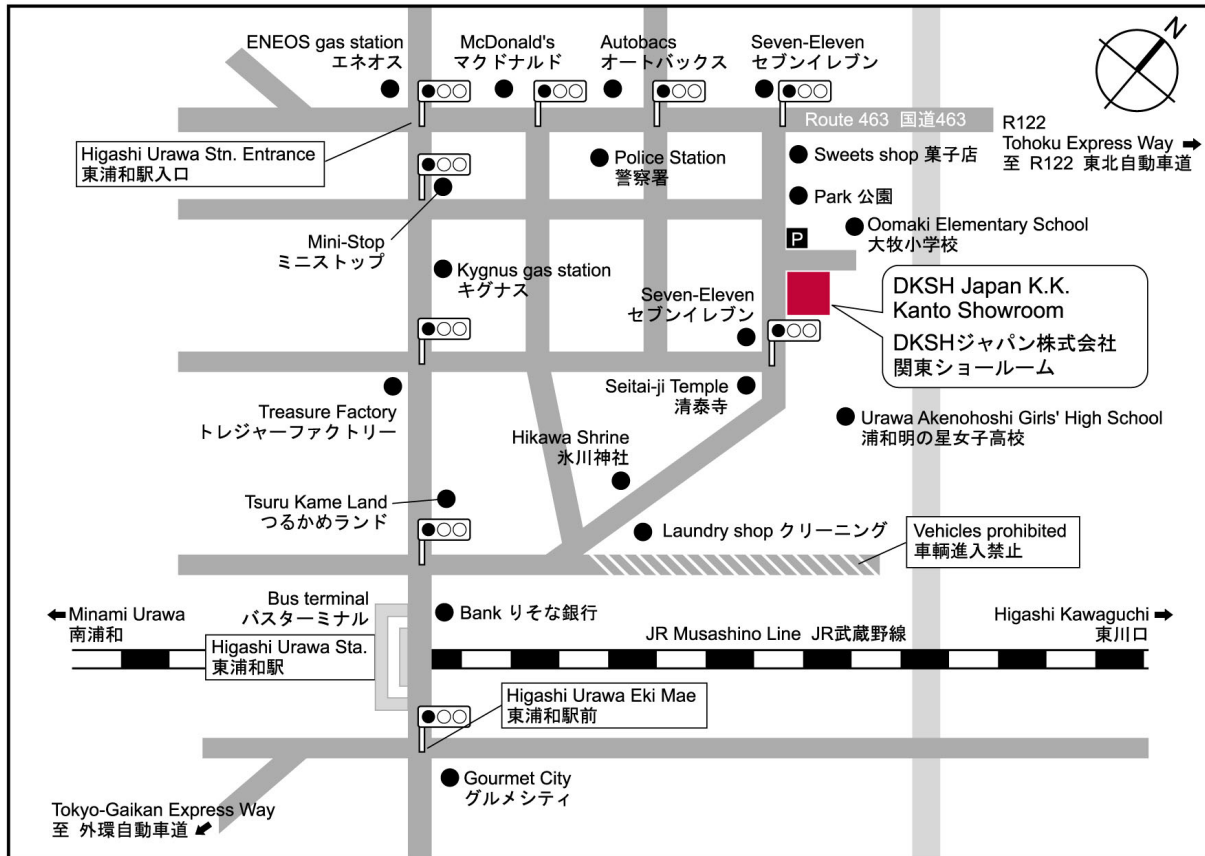 ENEOS gas station
エネオス
McDonald's
マクドナルド
Autobacs
オートバックス
Seven-Eleven
セブンイレブン
N
Route 463 国道463
R122
Tohoku Express Way
至 R122 東北自動車道
Higashi Urawa Stn. Entrance
東浦和駅入口
Police Station
警察署
Sweets shop 菓子店
Park 公園
Mini-Stop
ミニストップ
P
Oomaki Elementary School
大牧小学校
Kygnus gas station
キグナス
Seven-Eleven
セブンイレブン
DKSH Japan K.K.
Kanto Showroom
DKSHジャパン株式会社
関東ショールーム
Treasure Factory
トレジャーファクトリー
Seitai-ji Temple
清泰寺
Urawa Akenohoshi Girls' High School
浦和明の星女子高校
Hikawa Shrine
氷川神社
Tsuru Kame Land
つるかめランド
Laundry shop クリーニング
Vehicles prohibited
車輌進入禁止
Bus terminal
バスターミナル
Bank りそな銀行
Minami Urawa
南浦和
Higashi Kawaguchi
東川口
Higashi Urawa Sta.
東浦和駅
JR Musashino Line JR武蔵野線
Higashi Urawa Eki Mae
東浦和駅前
Gourmet City
グルメシティ
Tokyo-Gaikan Express Way
至 外環自動車道